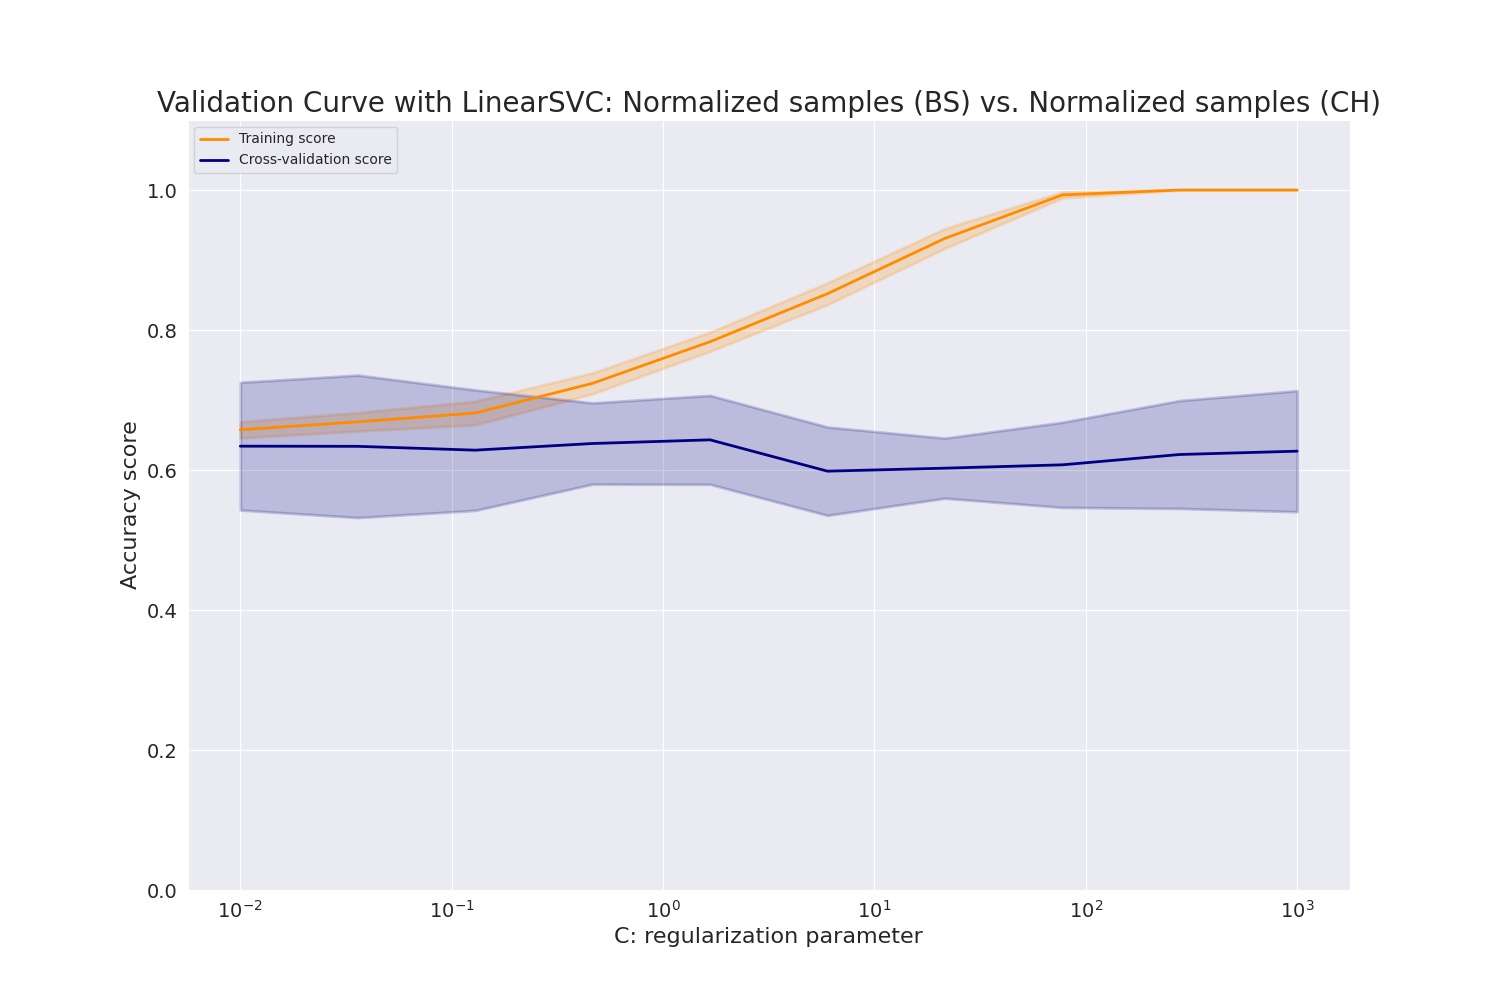 Validation Curve with LinearSVC: Normalized samples (BS) vs. Normalized samples (CH)
Training score
Cross-validation score
1.0
0.8
0.6
0.4
0.2
0.0
Accuracy score
10⁻² 10⁻¹ 10⁰ 10¹ 10² 10³
C: regularization parameter